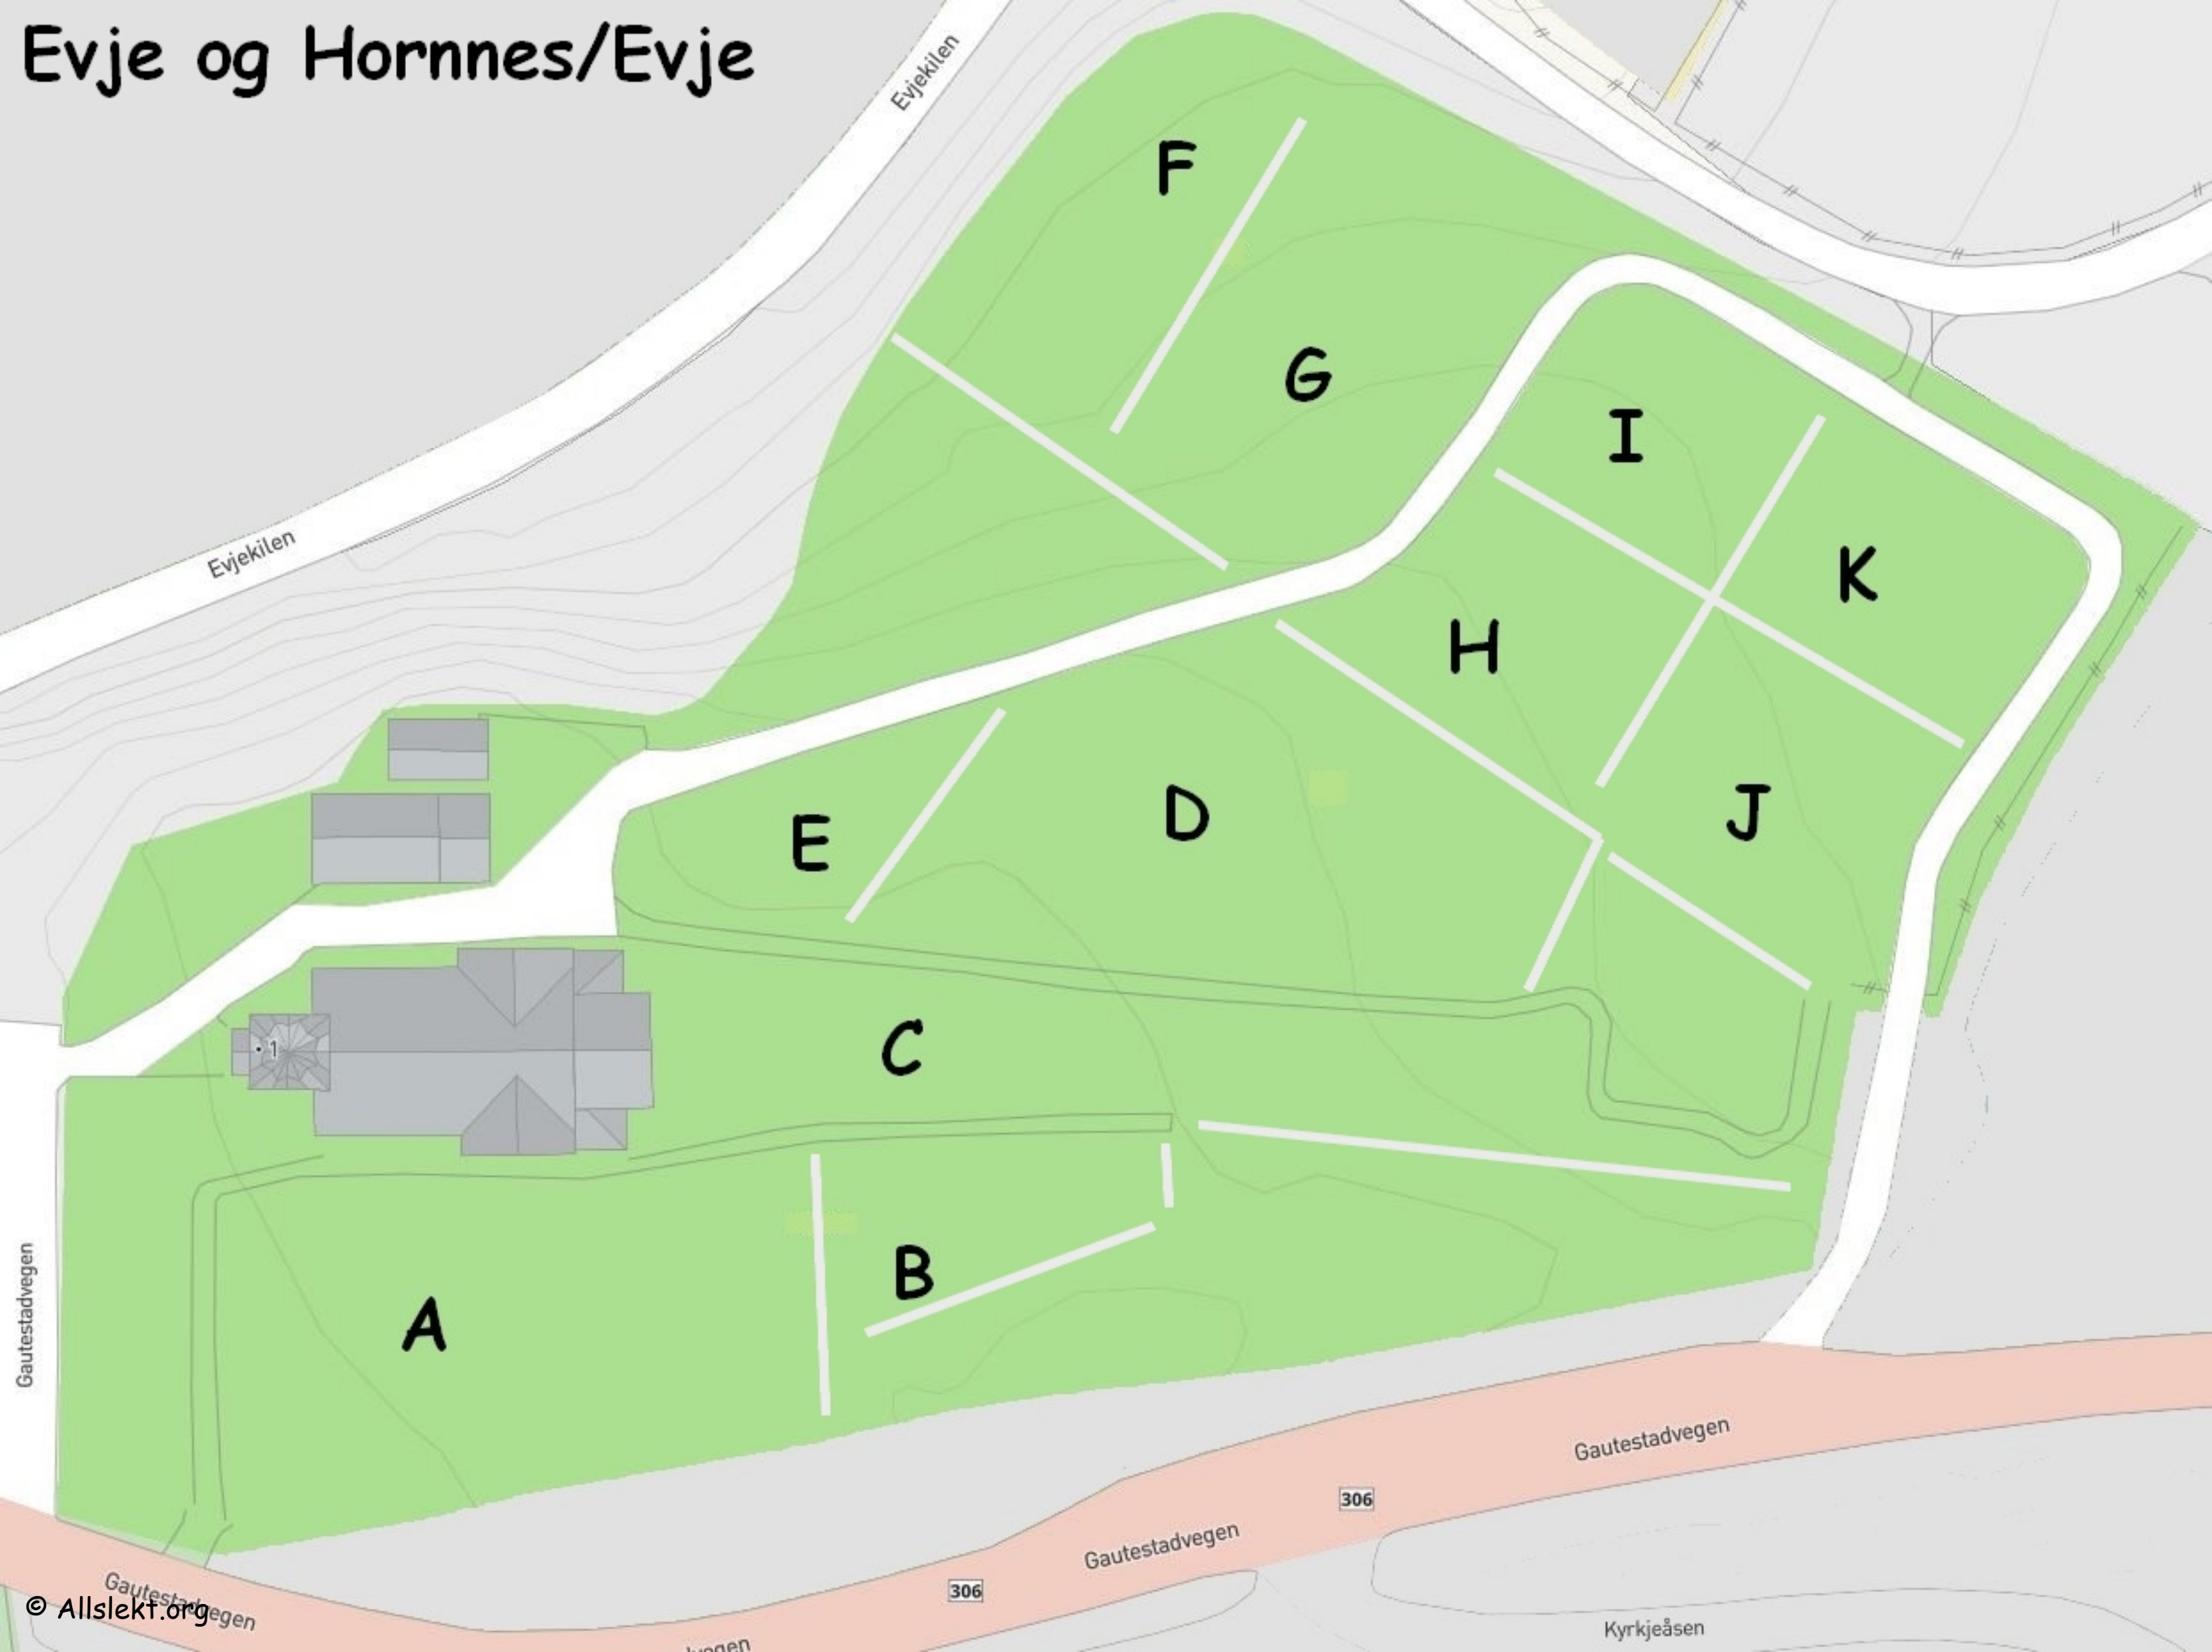 Evje og Hornnes/Evje
Evjekilen
F
G
I
Evjekilen
K
H
E
D
J
1
C
B
A
Gautestadvegen
Gautestadvegen
306
Gautestadvegen
306
Gautestadvegen
© Allslekt.org
Kyrkjeåsen